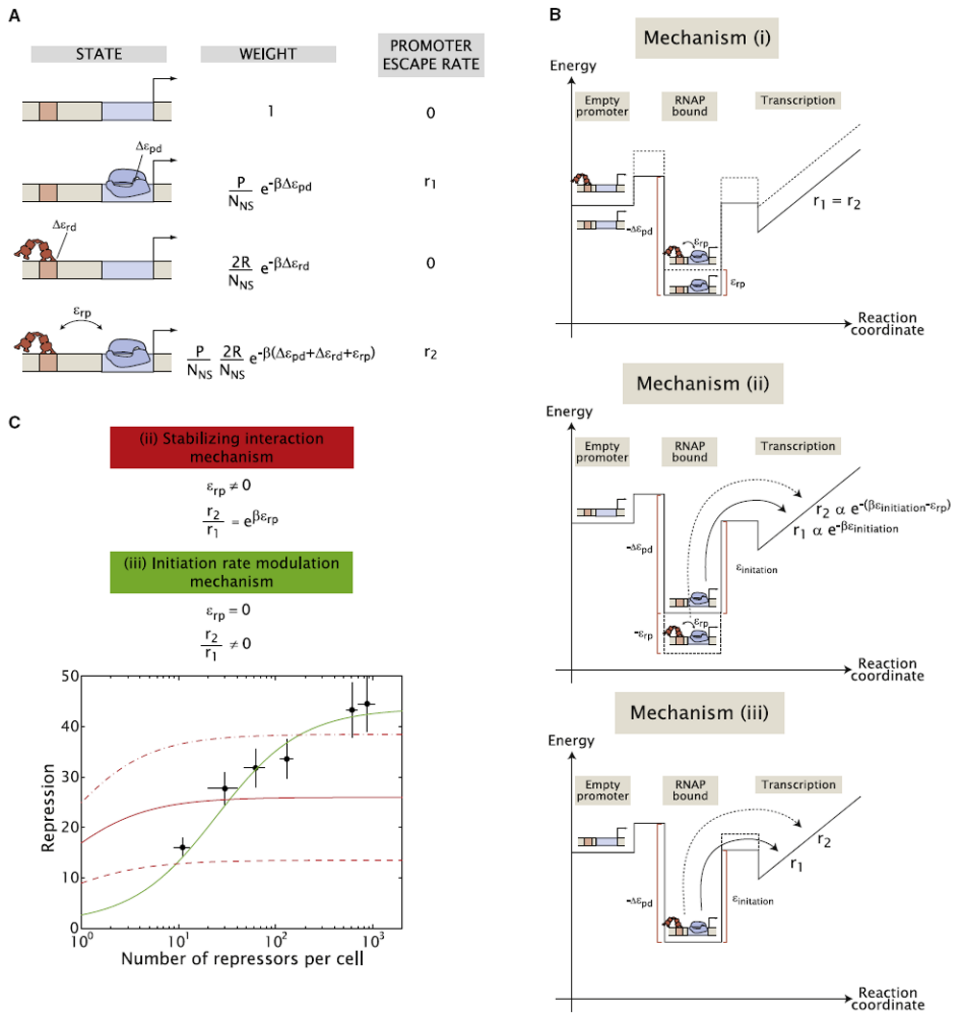 A
STATE
WEIGHT
PROMOTER
ESCAPE RATE
1
0
Δεpd
P/NNS e-βΔεpd
r1
Δεrd
2R/NNS e-βΔεrd
0
εrp
P/NNS 2R/NNS e-β(Δεpd+Δεrd+εrp)
r2
B
Mechanism (i)
Energy
Empty
promoter
RNAP
bound
Transcription
r1 = r2
-Δεpd
εrp
εrp
Reaction
coordinate
Mechanism (ii)
Energy
Empty
promoter
RNAP
bound
Transcription
r2 α e-(βεinitiation-εrp)
r1 α e-βεinitiation
-Δεpd
εinitation
-εrp
εrp
Reaction
coordinate
Mechanism (iii)
Energy
Empty
promoter
RNAP
bound
Transcription
r2
r1
-Δεpd
εinitation
Reaction
coordinate
C
(ii) Stabilizing interaction
mechanism
εrp ≠ 0
r2/r1 = eβεrp
(iii) Initiation rate modulation
mechanism
εrp = 0
r2/r1 ≠ 0
Repression
50
40
30
20
10
0
10^0 10^1 10^2 10^3
Number of repressors per cell